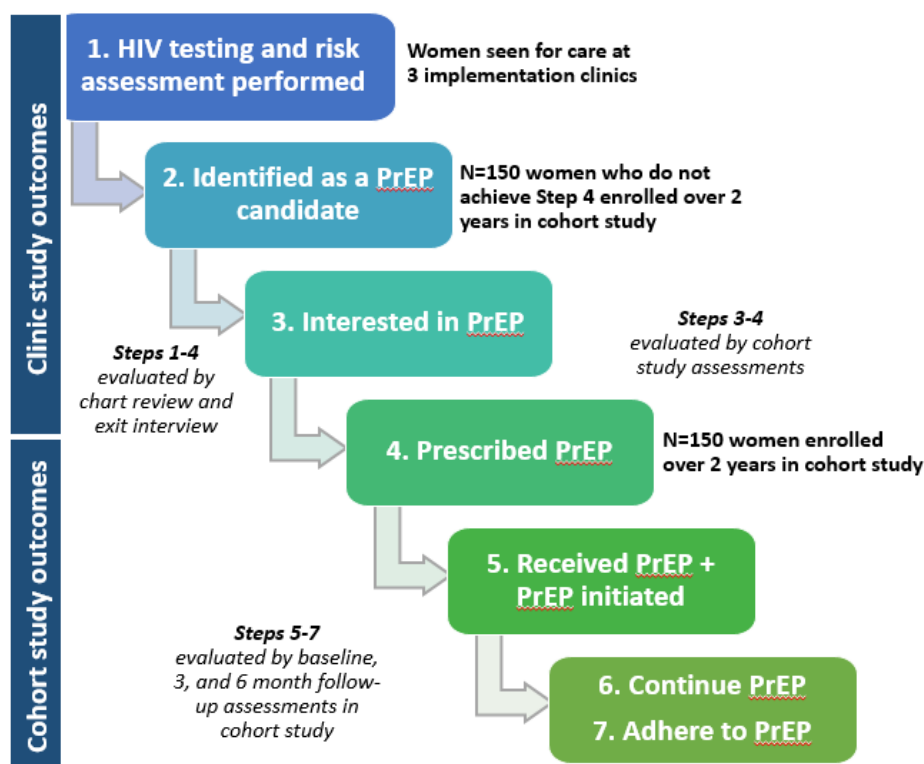 Clinic study outcomes
Cohort study outcomes
1. HIV testing and risk
assessment performed
Women seen for care at
3 implementation clinics
2. Identified as a PrEP
candidate
N=150 women who do not
achieve Step 4 enrolled over 2
years in cohort study
3. Interested in PrEP
Steps 1-4
evaluated by
chart review and
exit interview
Steps 3-4
evaluated by cohort
study assessments
4. Prescribed PrEP
N=150 women enrolled
over 2 years in cohort study
5. Received PrEP +
PrEP initiated
Steps 5-7
evaluated by baseline,
3, and 6 month follow-
up assessments in
cohort study
6. Continue PrEP
7. Adhere to PrEP